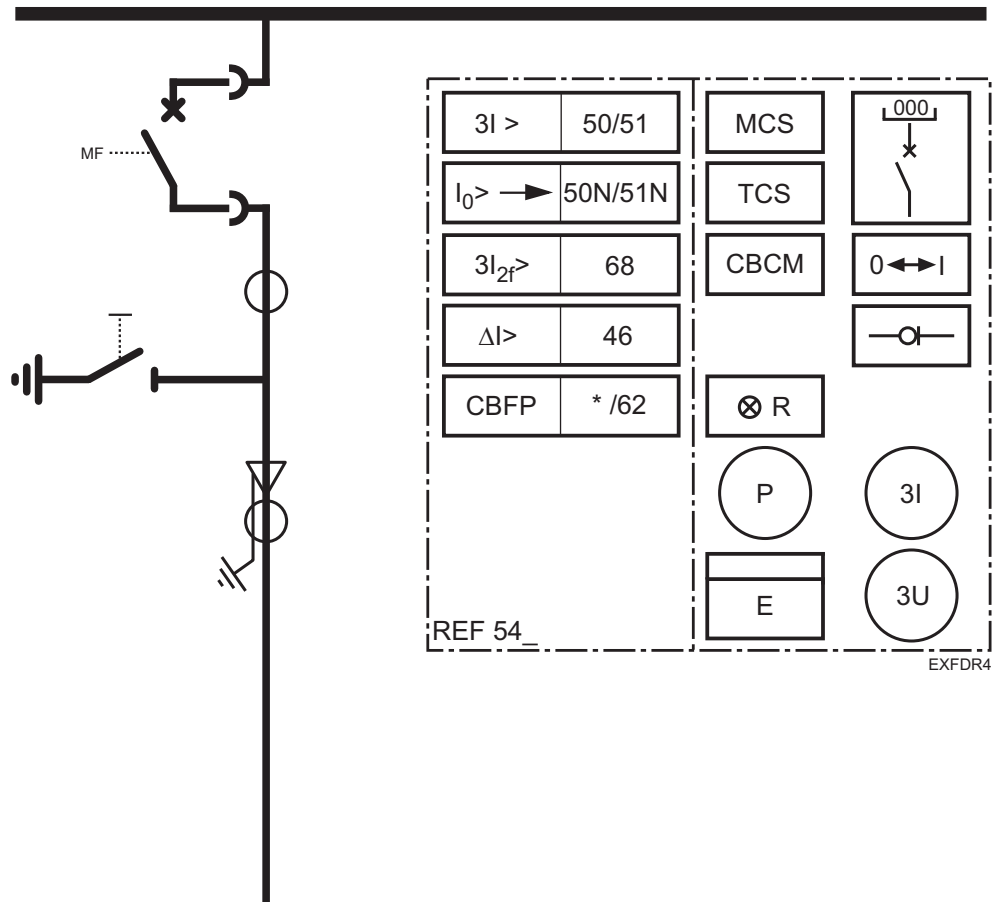 MF
3I > 50/51
I0> 50N/51N
3I2f> 68
ΔI> 46
CBFP * /62
REF 54_
MCS
000
TCS
CBCM
0 I
R
P
3I
E
3U
EXFDR4